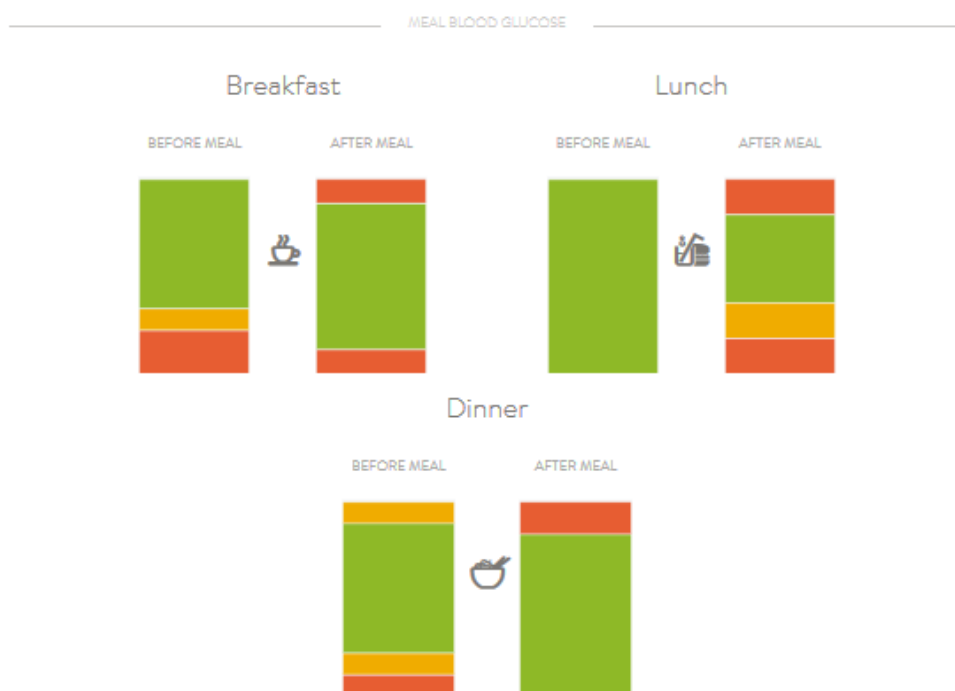 MEAL BLOOD GLUCOSE
Breakfast
BEFORE MEAL
AFTER MEAL
Lunch
BEFORE MEAL
AFTER MEAL
Dinner
BEFORE MEAL
AFTER MEAL